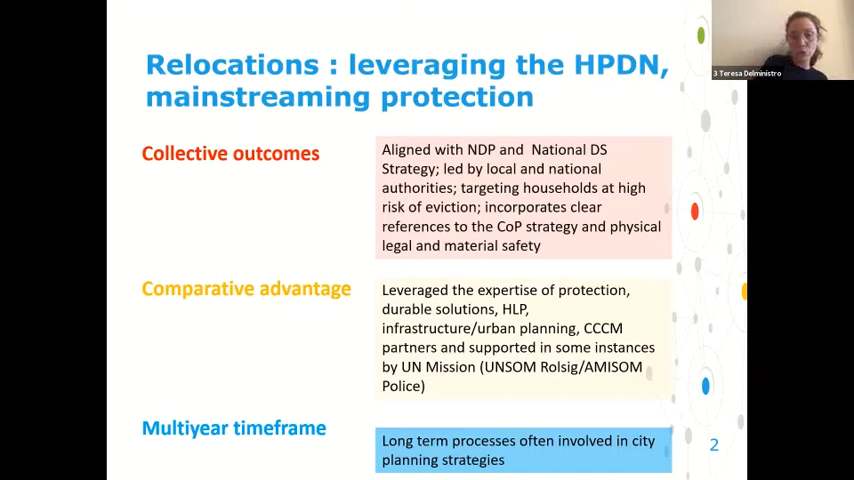 3 Teresa Delministro
Relocations : leveraging the HPDN,
mainstreaming protection
Collective outcomes
Aligned with NDP and National DS
Strategy; led by local and national
authorities; targeting households at high
risk of eviction; incorporates clear
references to the CoP strategy and physical
legal and material safety
Comparative advantage
Leveraged the expertise of protection,
durable solutions, HLP,
infrastructure/urban planning, CCCM
partners and supported in some instances
by UN Mission (UNSOM Rolsig/AMISOM
Police)
Multiyear timeframe
Long term processes often involved in city
planning strategies
2